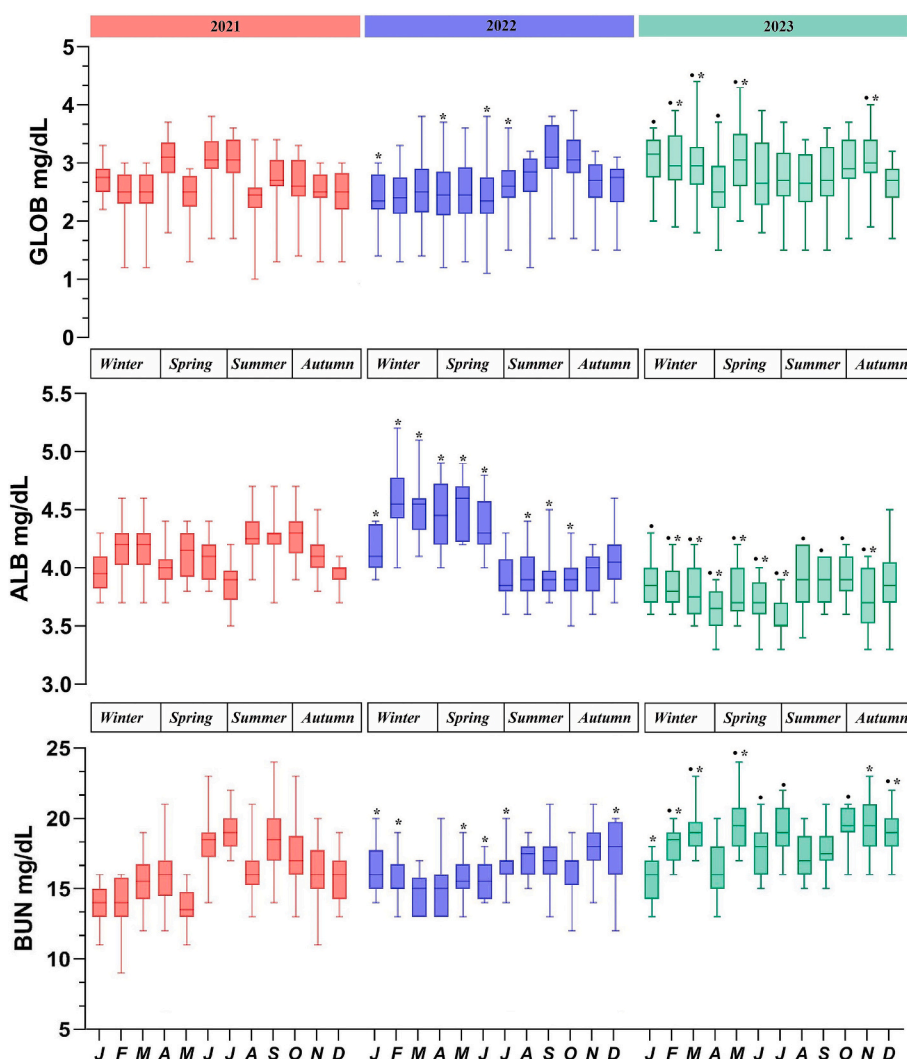 2021 2022 2023
GLOB mg/dL
5
4
3
2
1
0
• • * • * • • * • *
* * * *
Winter Spring Summer Autumn Winter Spring Summer Autumn Winter Spring Summer Autumn
ALB mg/dL
5.5
5.0
4.5
4.0
3.5
3.0
* * * * * * * * *
• • * • * • * • * • * • * • • • • *
Winter Spring Summer Autumn Winter Spring Summer Autumn Winter Spring Summer Autumn
BUN mg/dL
25
20
15
10
5
* * * * * *
* • * • * • * • • • * • *
J F M A M J J A S O N D J F M A M J J A S O N D J F M A M J J A S O N D